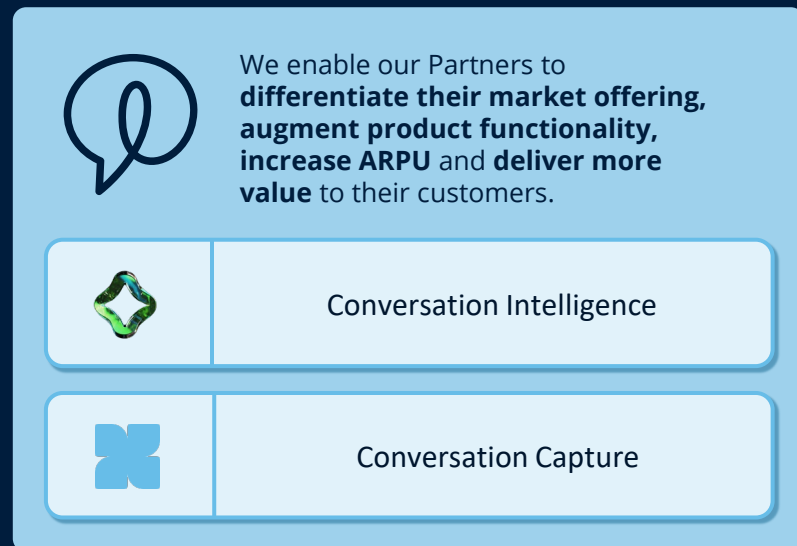 We enable our Partners to
differentiate their market offering,
augment product functionality,
increase ARPU and deliver more
value to their customers.
Conversation Intelligence
Conversation Capture